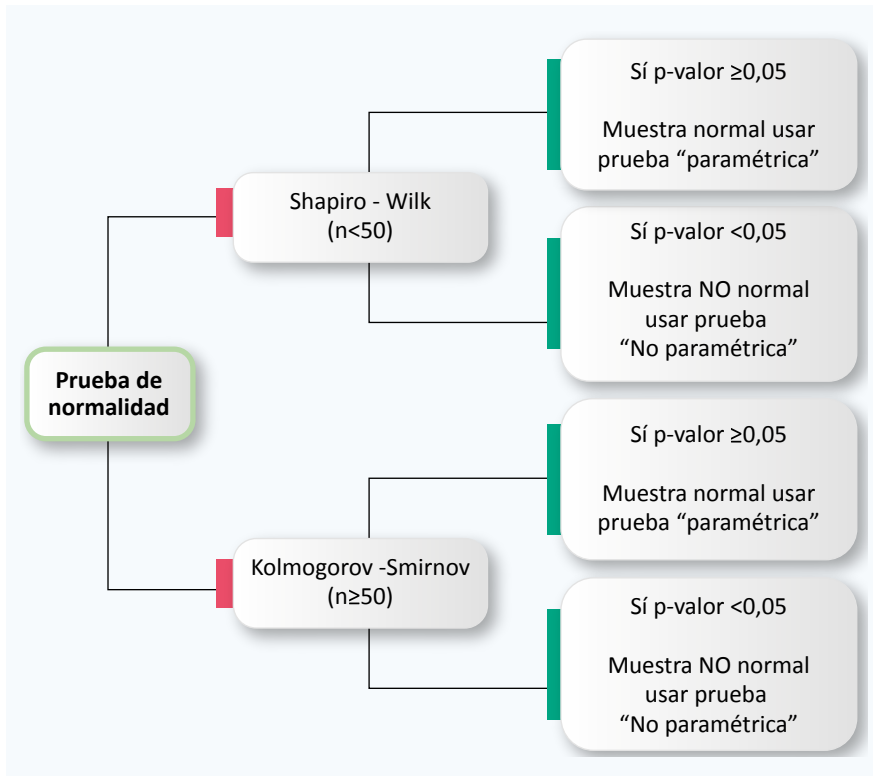 Prueba de
normalidad
Shapiro - Wilk
(n<50)
Sí p-valor ≥0,05
Muestra normal usar
prueba “paramétrica”
Sí p-valor <0,05
Muestra NO normal
usar prueba
“No paramétrica”
Kolmogorov -Smirnov
(n≥50)
Sí p-valor ≥0,05
Muestra normal usar
prueba “paramétrica”
Sí p-valor <0,05
Muestra NO normal
usar prueba
“No paramétrica”